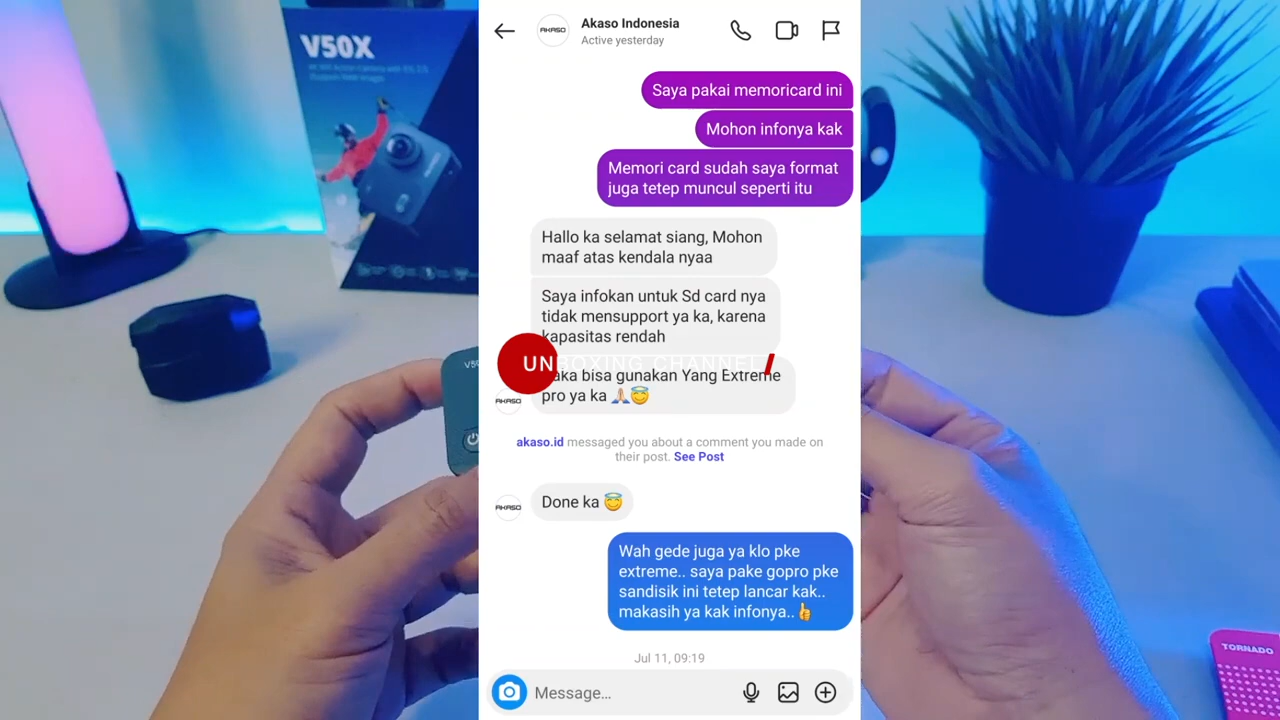 V50X
Akaso Indonesia
Active yesterday
AKASO
Saya pakai memoricard ini
Mohon infonya kak
Memori card sudah saya format
juga tetep muncul seperti itu
Hallo ka selamat siang, Mohon
maaf atas kendala nyaa
Saya infokan untuk Sd card nya
tidak mensupport ya ka, karena
kapasitas rendah
UNBOXING CHANNEL
aka bisa gunakan Yang Extreme
pro ya ka 🙏😇
AKASO
akaso.id messaged you about a comment you made on
their post. See Post
Done ka 😇
AKASO
Wah gede juga ya klo pke
extreme.. saya pake gopro pke
sandisik ini tetep lancar kak..
makasih ya kak infonya..👍
Jul 11, 09:19
Message...
TORNADO